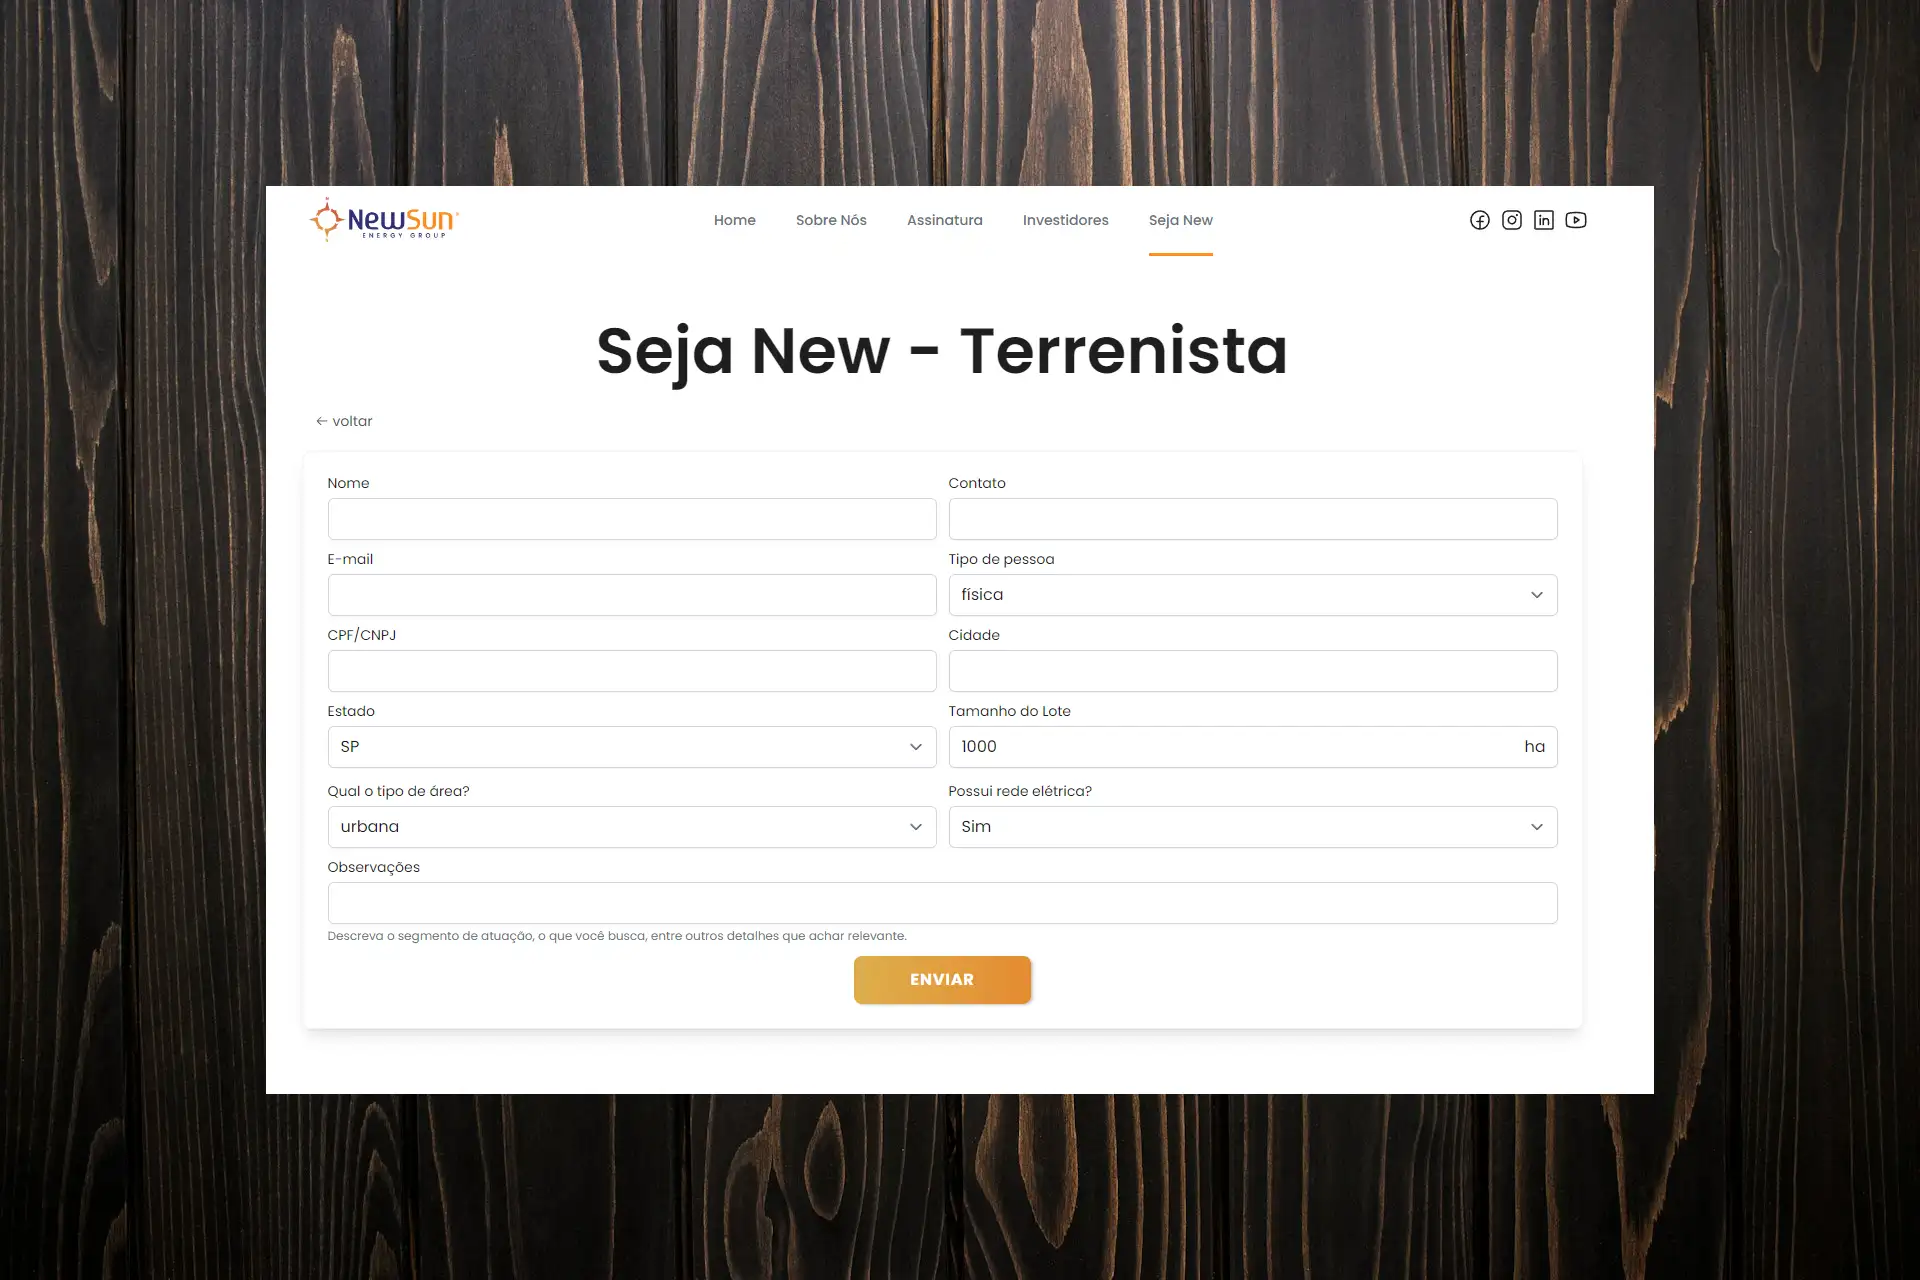 NewSun
ENERGY GROUP
Home Sobre Nós Assinatura Investidores Seja New
Seja New - Terrenista
← voltar
Nome Contato
E-mail Tipo de pessoa
física
CPF/CNPJ Cidade
Estado Tamanho do Lote
SP 1000 ha
Qual o tipo de área? Possui rede elétrica?
urbana Sim
Observações
Descreva o segmento de atuação, o que você busca, entre outros detalhes que achar relevante.
ENVIAR